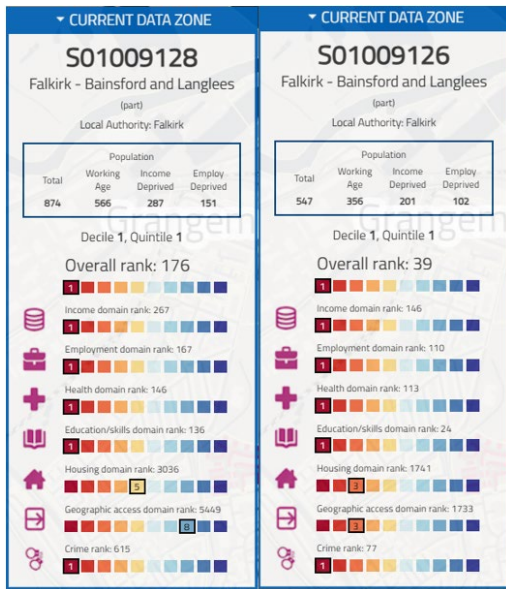 CURRENT DATA ZONE
S01009128
Falkirk - Bainsford and Langlees
(part)
Local Authority: Falkirk
Population
Total Working Age Income Deprived Employ Deprived
874 566 287 151
Decile 1, Quintile 1
Overall rank: 176
1
Income domain rank: 267
1
Employment domain rank: 167
1
Health domain rank: 146
1
Education/skills domain rank: 136
1
Housing domain rank: 3036
5
Geographic access domain rank: 5449
8
Crime rank: 615
1
CURRENT DATA ZONE
S01009126
Falkirk - Bainsford and Langlees
(part)
Local Authority: Falkirk
Population
Total Working Age Income Deprived Employ Deprived
547 356 201 102
Decile 1, Quintile 1
Overall rank: 39
1
Income domain rank: 146
1
Employment domain rank: 110
1
Health domain rank: 113
1
Education/skills domain rank: 24
1
Housing domain rank: 1741
3
Geographic access domain rank: 1733
3
Crime rank: 77
1